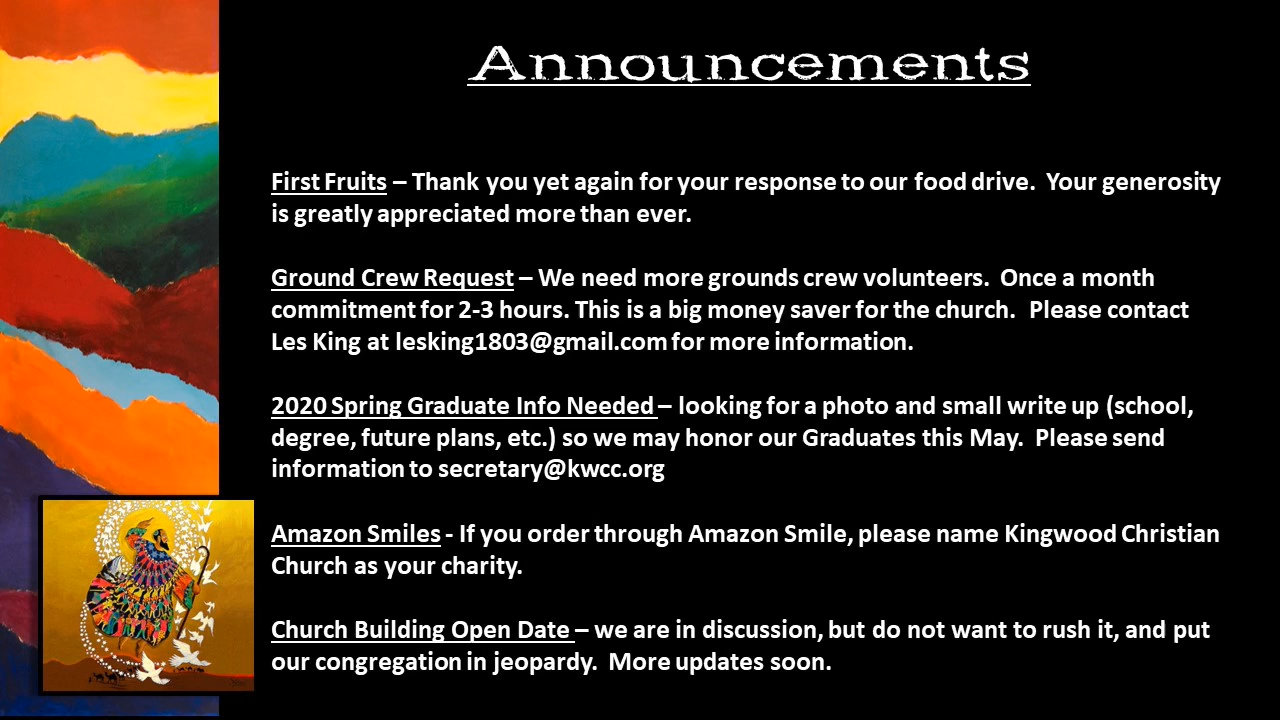 Announcements
First Fruits – Thank you yet again for your response to our food drive.  Your generosity
is greatly appreciated more than ever.
Ground Crew Request – We need more grounds crew volunteers.  Once a month
commitment for 2-3 hours. This is a big money saver for the church.  Please contact
Les King at lesking1803@gmail.com for more information.
2020 Spring Graduate Info Needed – looking for a photo and small write up (school,
degree, future plans, etc.) so we may honor our Graduates this May.  Please send
information to secretary@kwcc.org
Amazon Smiles - If you order through Amazon Smile, please name Kingwood Christian
Church as your charity.
Church Building Open Date – we are in discussion, but do not want to rush it, and put
our congregation in jeopardy.  More updates soon.